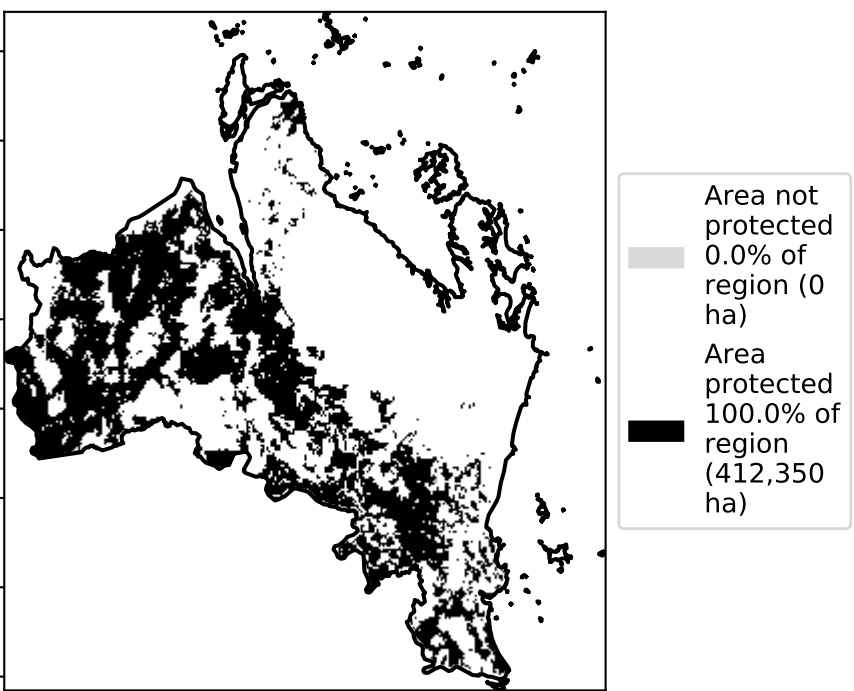 Area not
protected
0.0% of
region (0
ha)
Area
protected
100.0% of
region
(412,350
ha)